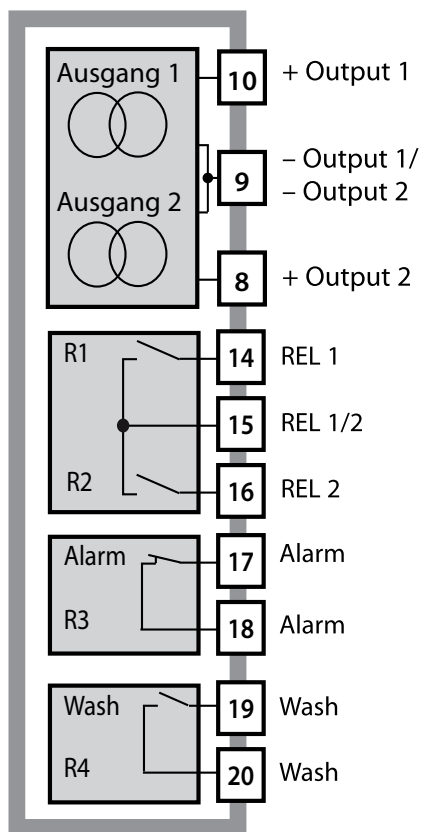 Ausgang 1
10
+ Output 1
9
– Output 1/
– Output 2
Ausgang 2
8
+ Output 2
R1
14
REL 1
15
REL 1/2
R2
16
REL 2
Alarm
17
Alarm
R3
18
Alarm
Wash
19
Wash
R4
20
Wash